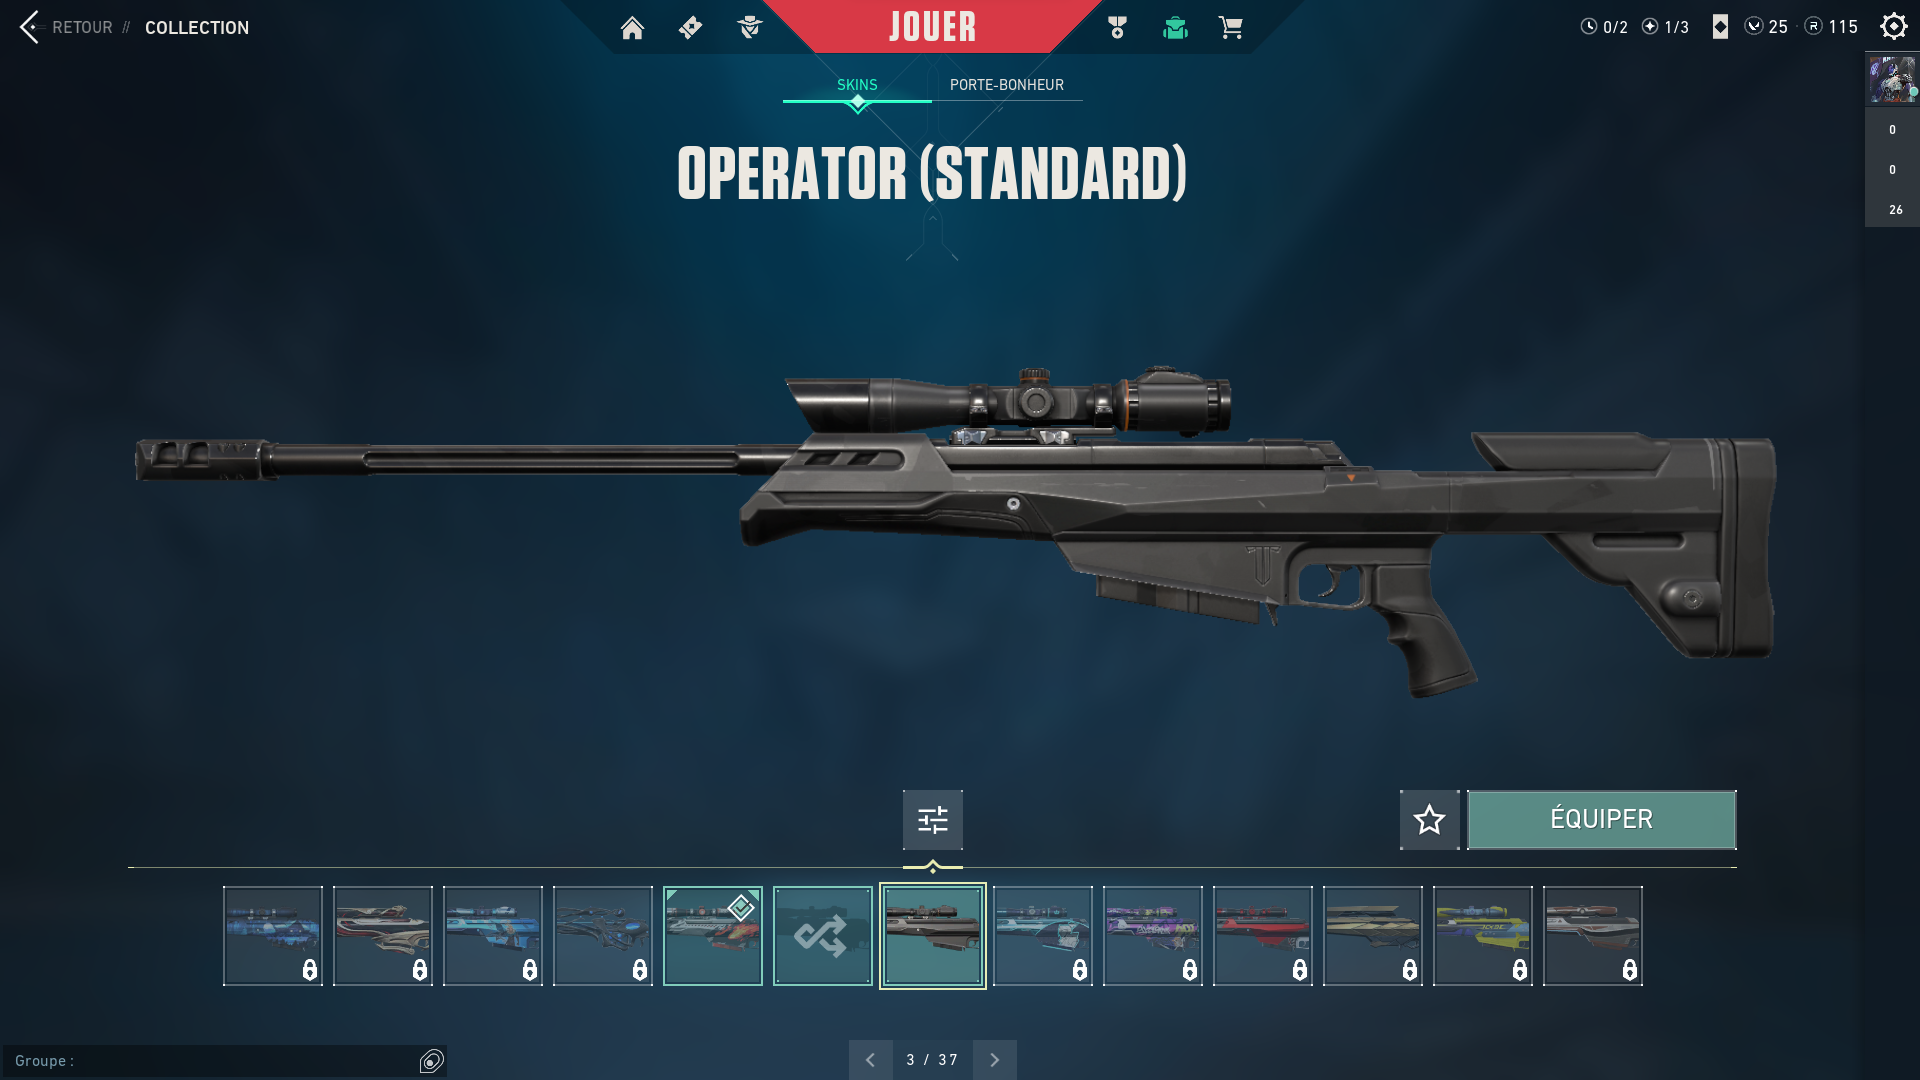 RETOUR // COLLECTION
JOUER
0/2
1/3
25
R 115
SKINS
PORTE-BONHEUR
OPERATOR (STANDARD)
0
0
26
ÉQUIPER
Groupe :
3 / 37